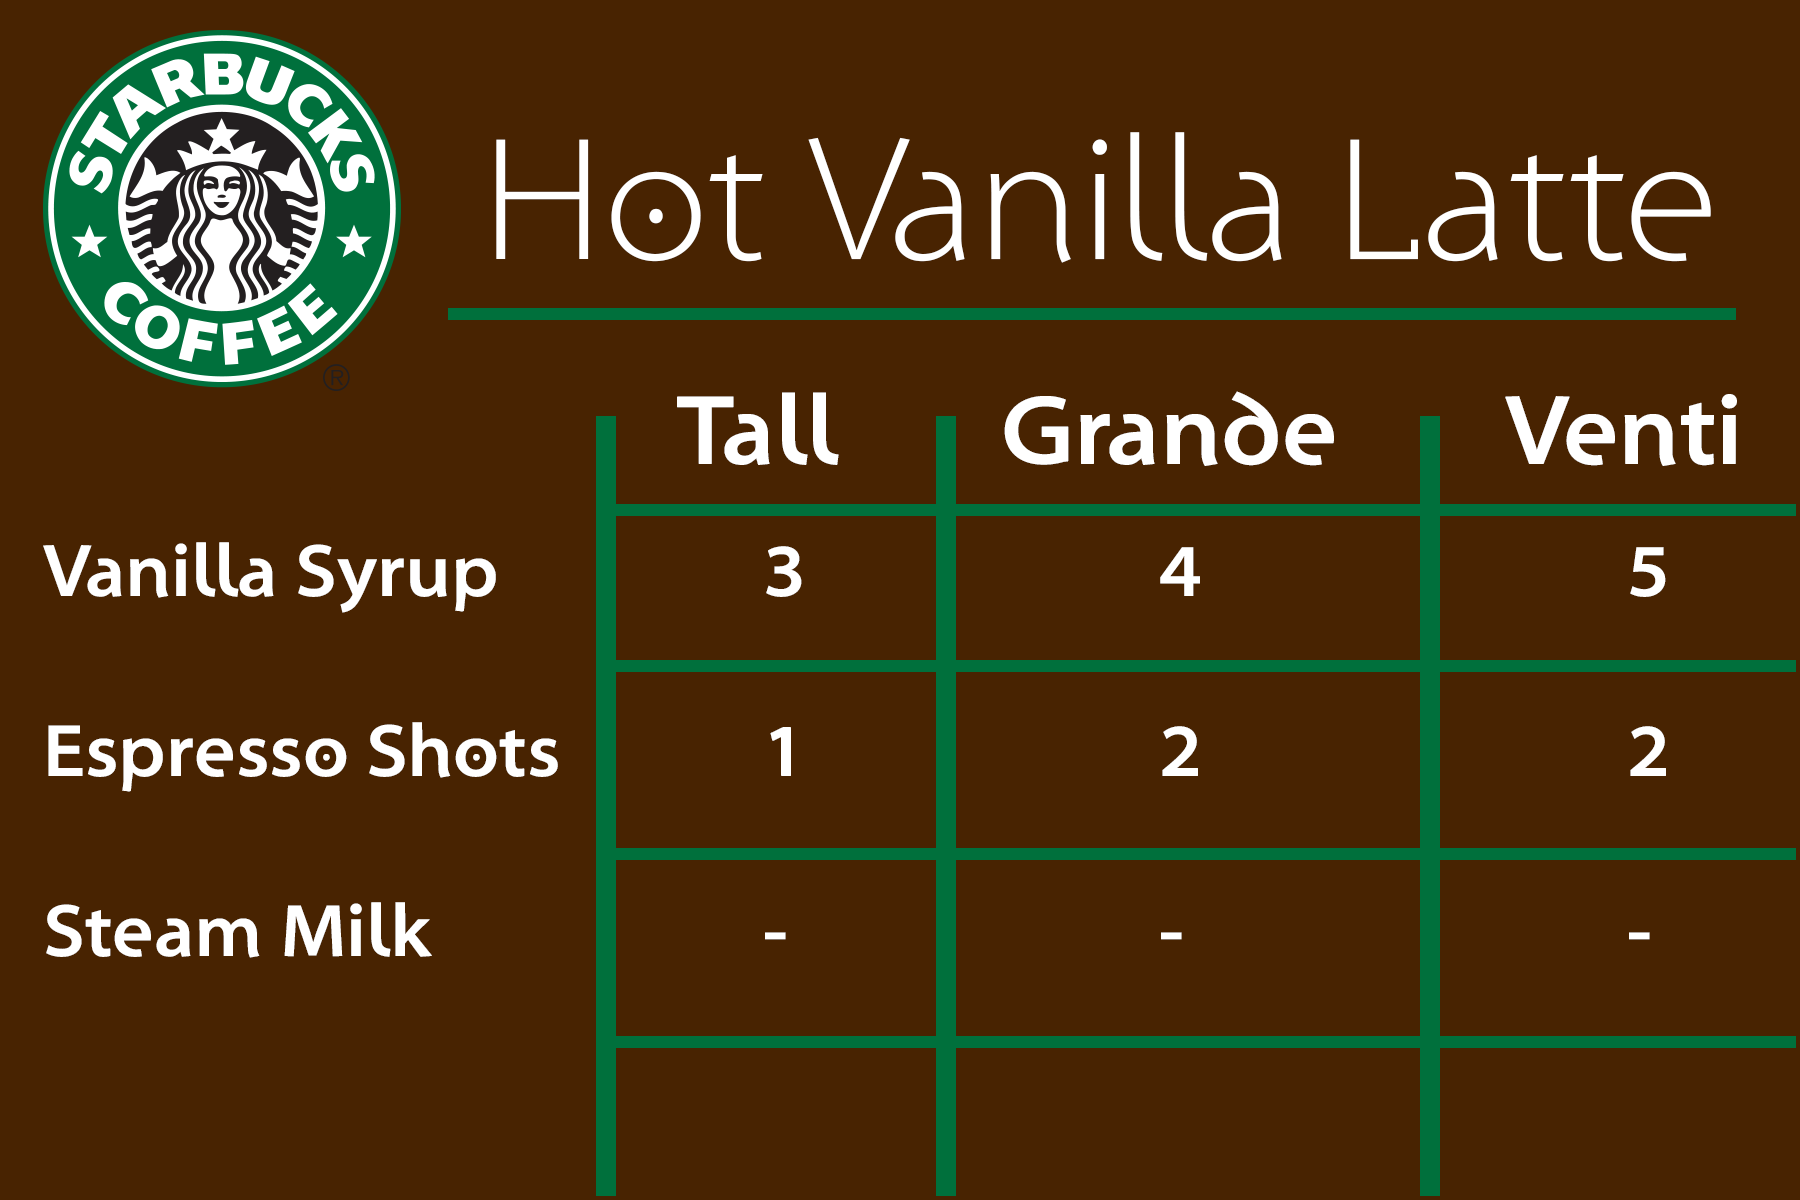 STARBUCKS
COFFEE
®
Hot Vanilla Latte
Tall Grande Venti
Vanilla Syrup 3 4 5
Espresso Shots 1 2 2
Steam Milk - - -